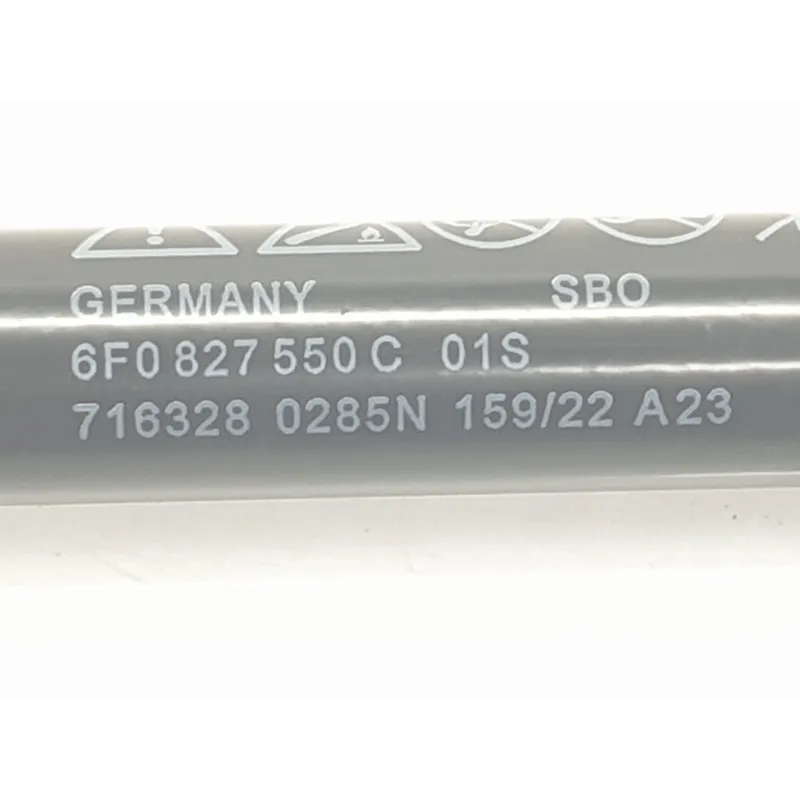 GERMANY SBO
6F0 827 550 C 01S
716328 0285N 159/22 A23